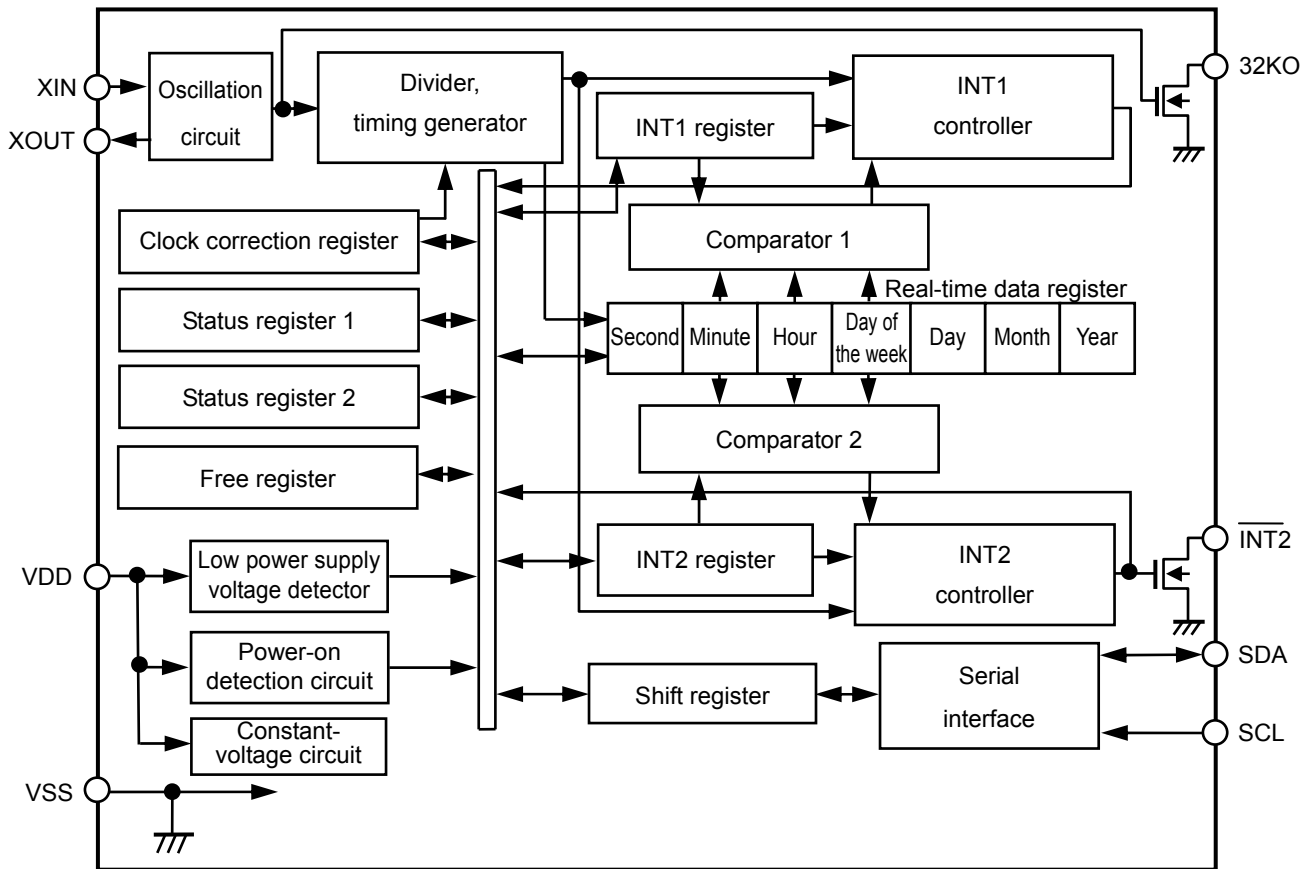 XIN
XOUT
Oscillation
circuit
Divider,
timing generator
INT1 register
INT1
controller
32KO
Clock correction register
Comparator 1
Status register 1
Real-time data register
Second
Minute
Hour
Day of
the week
Day
Month
Year
Status register 2
Comparator 2
Free register
VDD
Low power supply
voltage detector
INT2 register
INT2
controller
INT2
Power-on
detection circuit
Shift register
Serial
interface
SDA
SCL
Constant-
voltage circuit
VSS